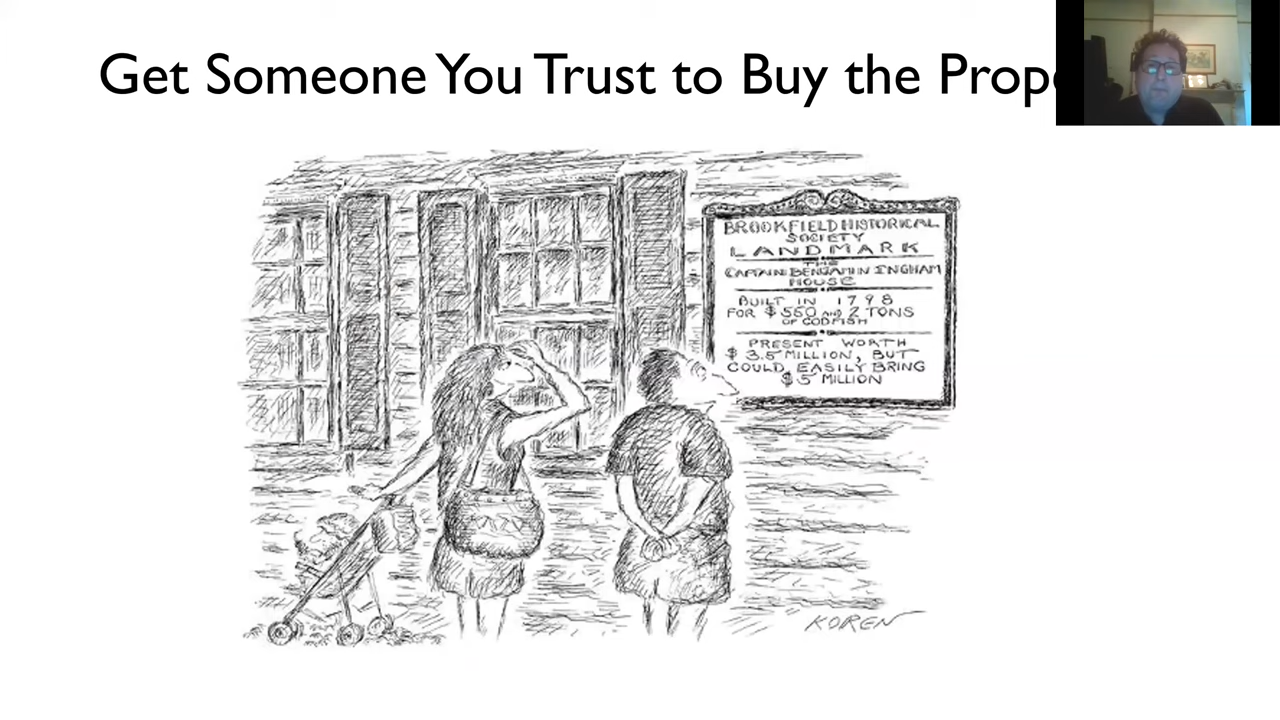 Get Someone You Trust to Buy the Prope
BROOKFIELD HISTORICAL
SOCIETY
LANDMARK
THE
CAPTAIN BENJAMIN INGHAM
HOUSE
BUILT IN 1798
FOR $560 AND 2 TONS
OF CODFISH
PRESENT WORTH
$3.5 MILLION, BUT
COULD EASILY BRING
$5 MILLION
KOREN